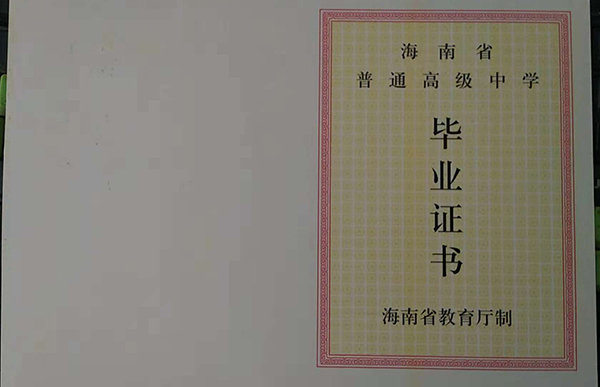 海南省
普通高级中学
毕业证书
海南省教育厅制